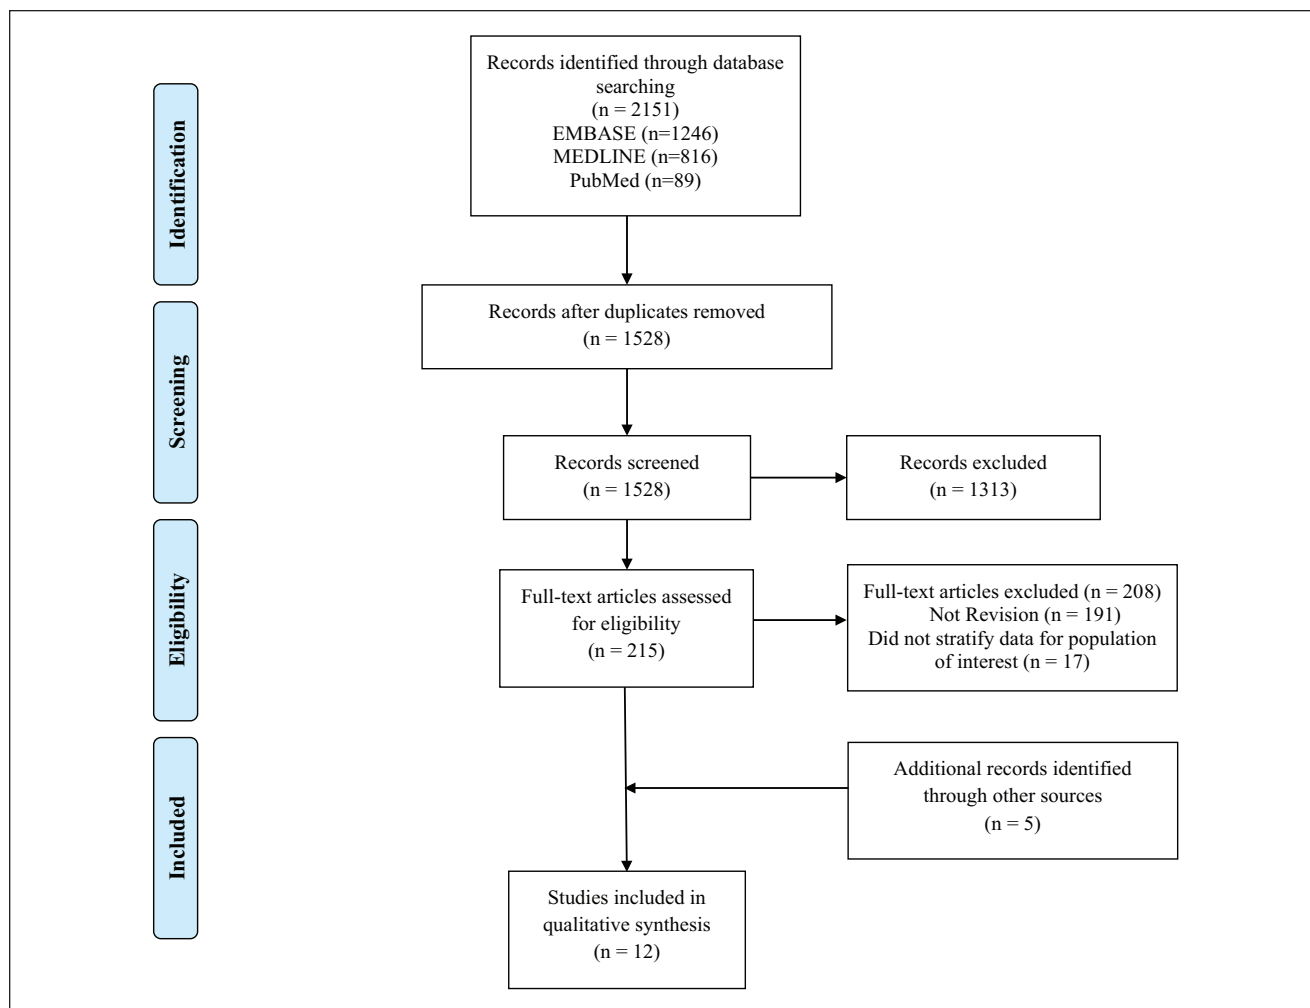 Identification
Records identified through database
searching
(n = 2151)
EMBASE (n=1246)
MEDLINE (n=816)
PubMed (n=89)
Screening
Records after duplicates removed
(n = 1528)
Records screened
(n = 1528)
Records excluded
(n = 1313)
Eligibility
Full-text articles assessed
for eligibility
(n = 215)
Full-text articles excluded (n = 208)
Not Revision (n = 191)
Did not stratify data for population
of interest (n = 17)
Included
Additional records identified
through other sources
(n = 5)
Studies included in
qualitative synthesis
(n = 12)